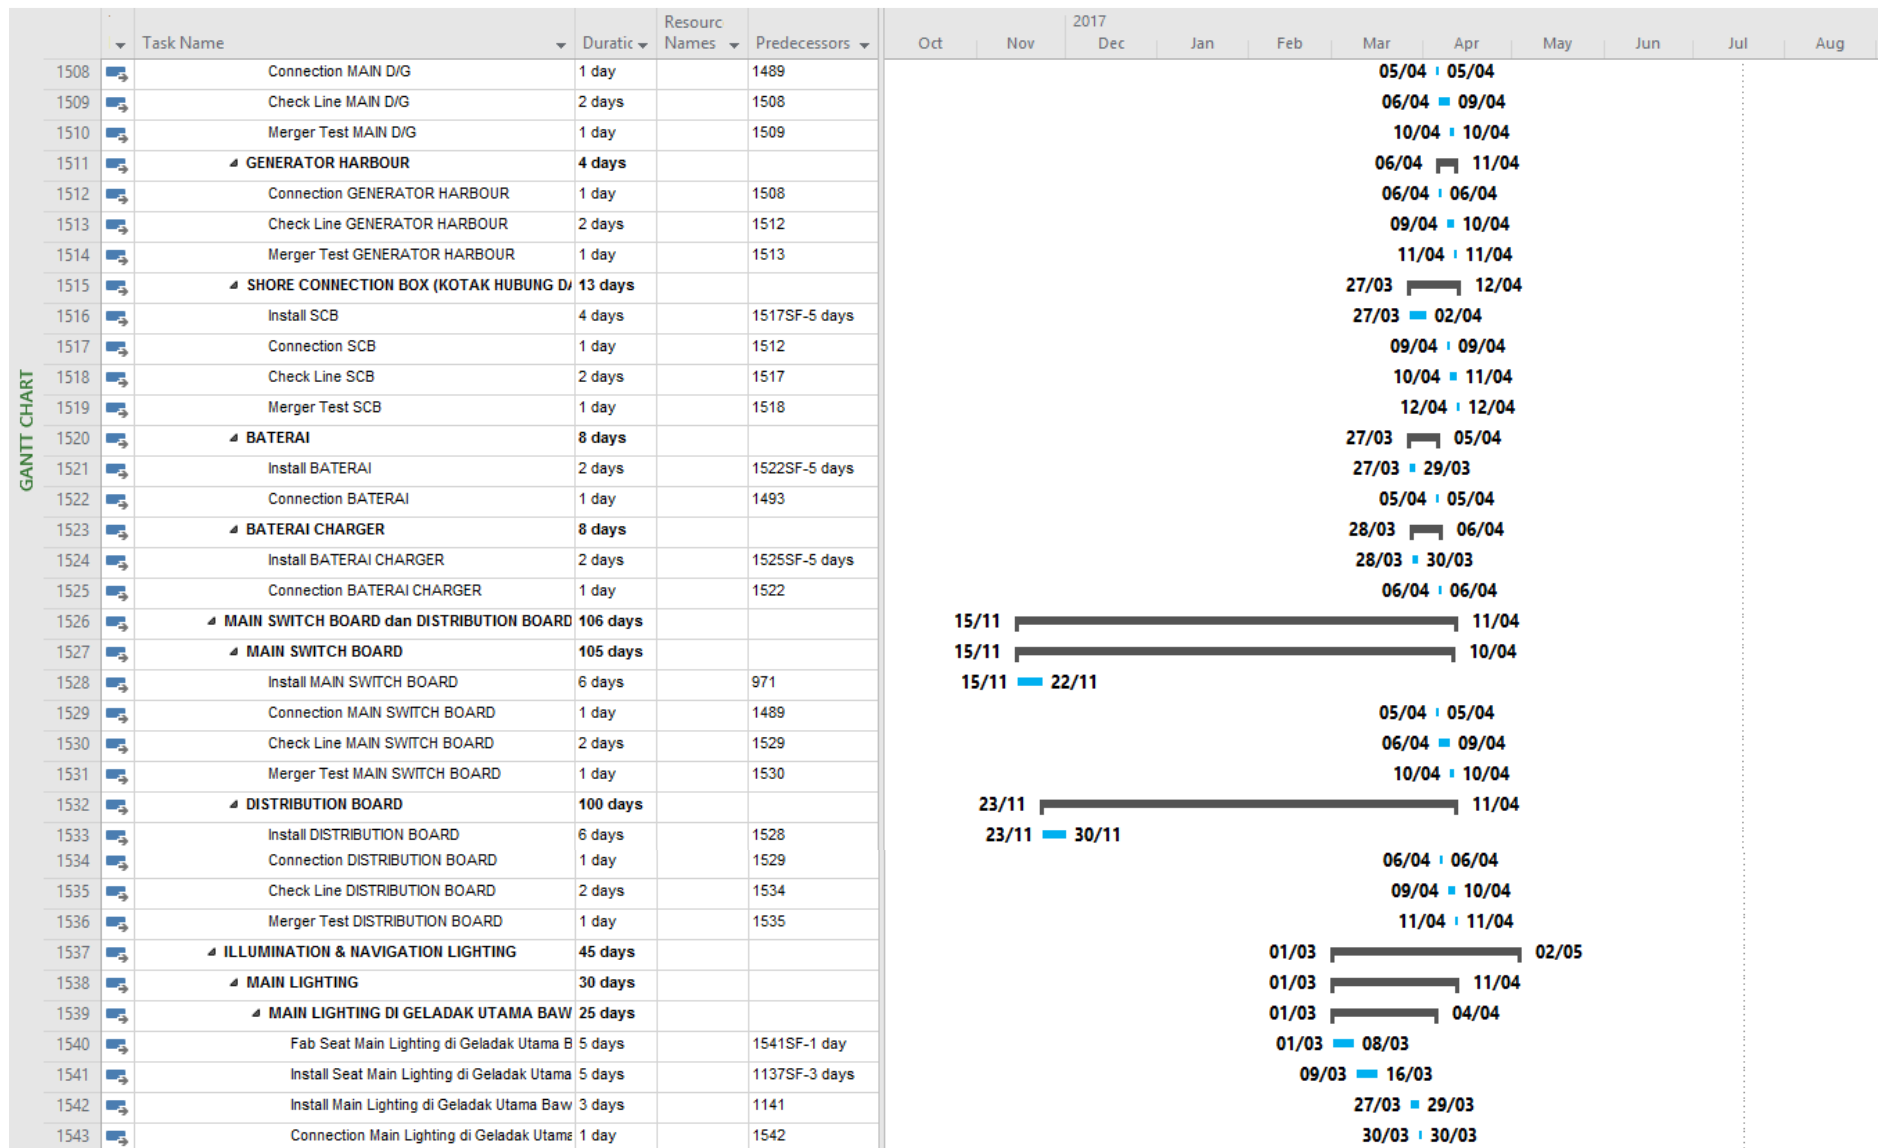 Resourc 2017
Task Name Duratic Names Predecessors Oct Nov Dec Jan Feb Mar Apr May Jun Jul Aug
GANTT CHART
1508 Connection MAIN D/G 1 day 1489 05/04 05/04
1509 Check Line MAIN D/G 2 days 1508 06/04 09/04
1510 Merger Test MAIN D/G 1 day 1509 10/04 10/04
1511 GENERATOR HARBOUR 4 days 06/04 11/04
1512 Connection GENERATOR HARBOUR 1 day 1508 06/04 06/04
1513 Check Line GENERATOR HARBOUR 2 days 1512 09/04 10/04
1514 Merger Test GENERATOR HARBOUR 1 day 1513 11/04 11/04
1515 SHORE CONNECTION BOX (KOTAK HUBUNG DA 13 days 27/03 12/04
1516 Install SCB 4 days 1517SF-5 days 27/03 02/04
1517 Connection SCB 1 day 1512 09/04 09/04
1518 Check Line SCB 2 days 1517 10/04 11/04
1519 Merger Test SCB 1 day 1518 12/04 12/04
1520 BATERAI 8 days 27/03 05/04
1521 Install BATERAI 2 days 1522SF-5 days 27/03 29/03
1522 Connection BATERAI 1 day 1493 05/04 05/04
1523 BATERAI CHARGER 8 days 28/03 06/04
1524 Install BATERAI CHARGER 2 days 1525SF-5 days 28/03 30/03
1525 Connection BATERAI CHARGER 1 day 1522 06/04 06/04
1526 MAIN SWITCH BOARD dan DISTRIBUTION BOARD 106 days 15/11 11/04
1527 MAIN SWITCH BOARD 105 days 15/11 10/04
1528 Install MAIN SWITCH BOARD 6 days 971 15/11 22/11
1529 Connection MAIN SWITCH BOARD 1 day 1489 05/04 05/04
1530 Check Line MAIN SWITCH BOARD 2 days 1529 06/04 09/04
1531 Merger Test MAIN SWITCH BOARD 1 day 1530 10/04 10/04
1532 DISTRIBUTION BOARD 100 days 23/11 11/04
1533 Install DISTRIBUTION BOARD 6 days 1528 23/11 30/11
1534 Connection DISTRIBUTION BOARD 1 day 1529 06/04 06/04
1535 Check Line DISTRIBUTION BOARD 2 days 1534 09/04 10/04
1536 Merger Test DISTRIBUTION BOARD 1 day 1535 11/04 11/04
1537 ILLUMINATION & NAVIGATION LIGHTING 45 days 01/03 02/05
1538 MAIN LIGHTING 30 days 01/03 11/04
1539 MAIN LIGHTING DI GELADAK UTAMA BAW 25 days 01/03 04/04
1540 Fab Seat Main Lighting di Geladak Utama B 5 days 1541SF-1 day 01/03 08/03
1541 Install Seat Main Lighting di Geladak Utama 5 days 1137SF-3 days 09/03 16/03
1542 Install Main Lighting di Geladak Utama Baw 3 days 1141 27/03 29/03
1543 Connection Main Lighting di Geladak Utama 1 day 1542 30/03 30/03